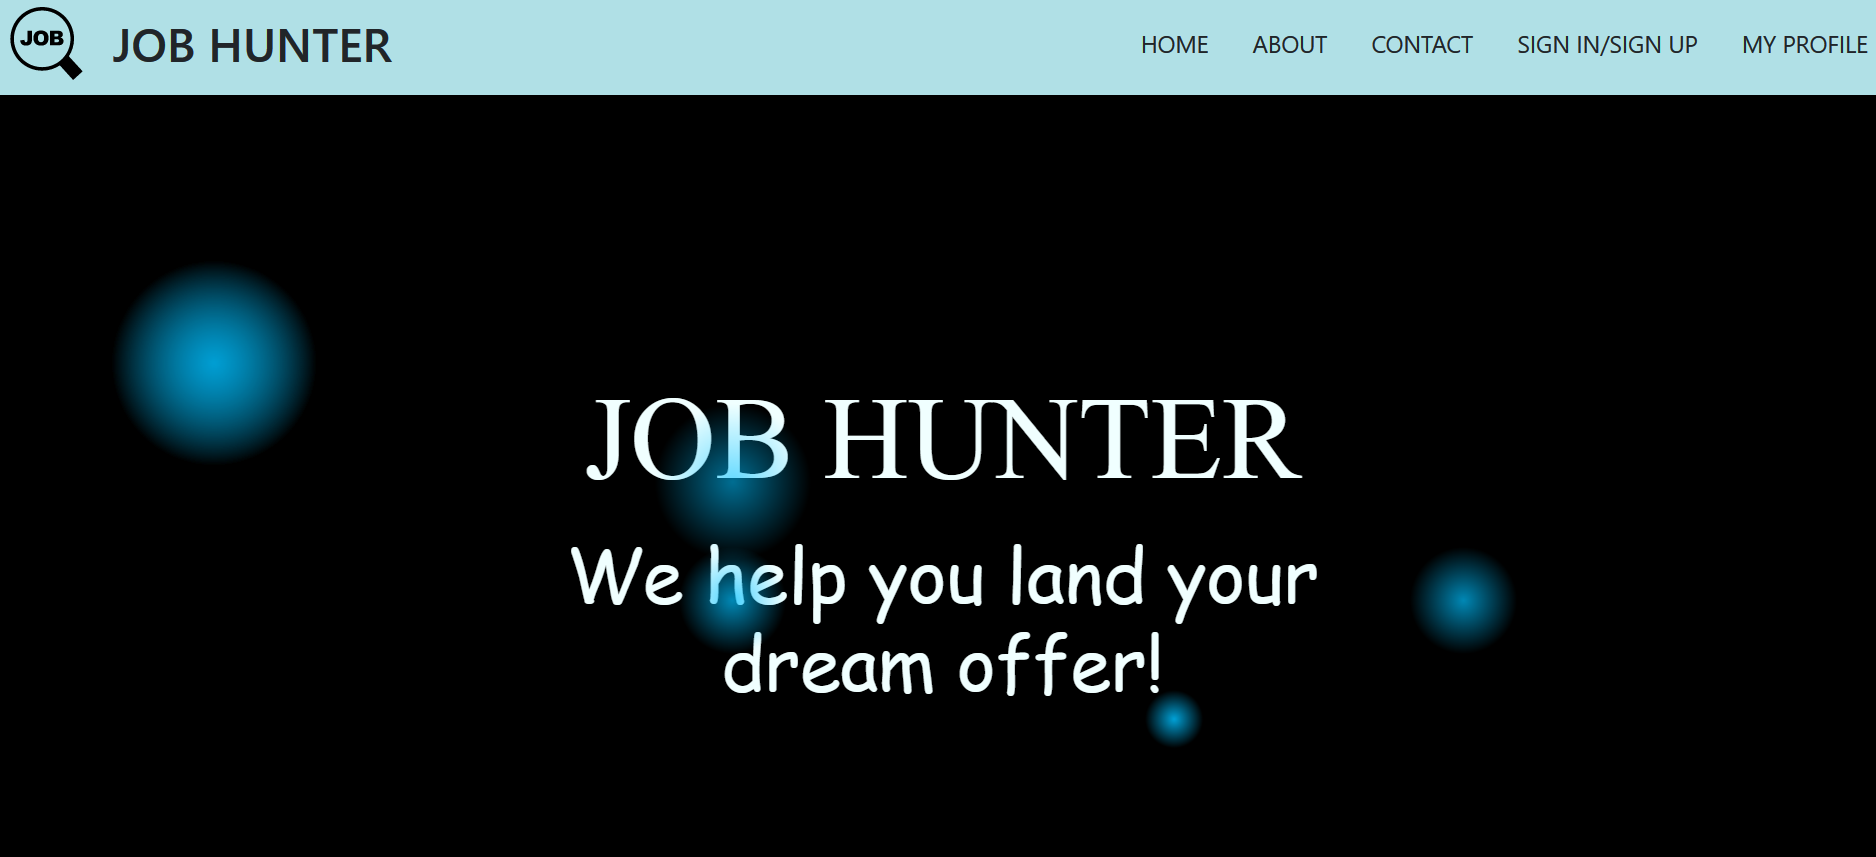 JOB
JOB HUNTER
HOME
ABOUT
CONTACT
SIGN IN/SIGN UP
MY PROFILE
JOB HUNTER
We help you land your
dream offer!